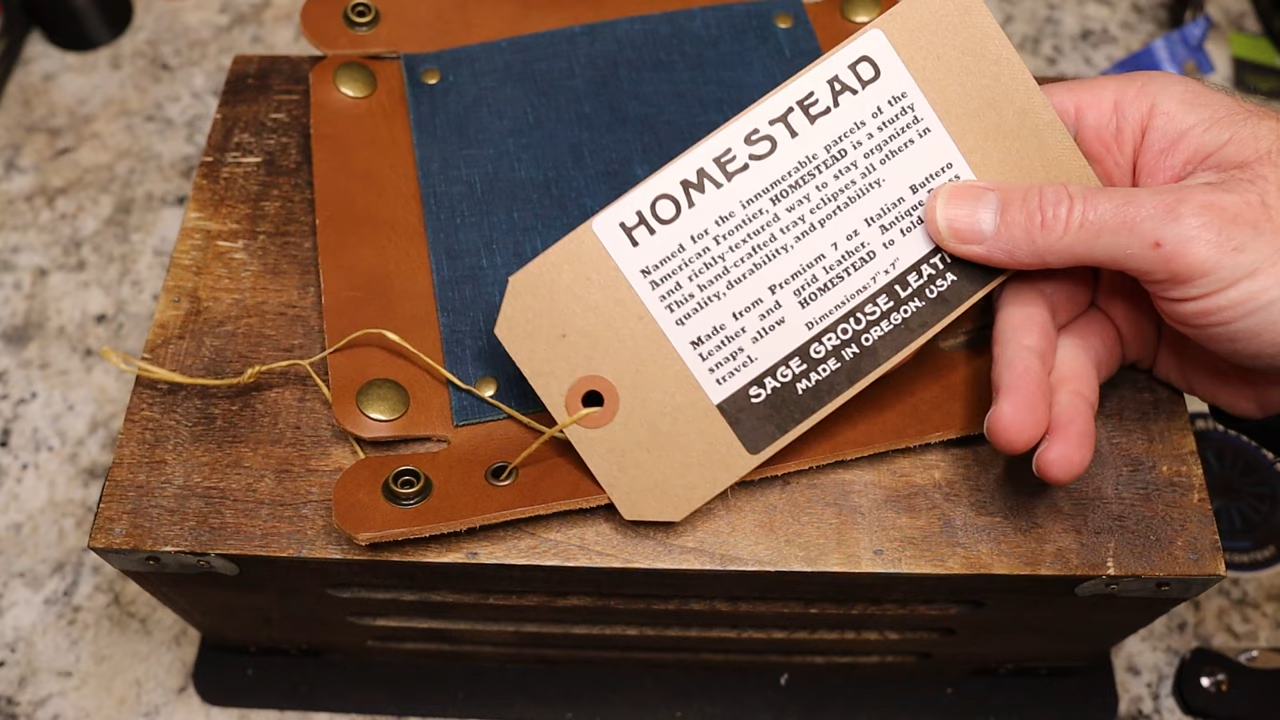 HOMESTEAD
Named for the innumerable parcels of the
American Frontier, HOMESTEAD is a sturdy
and richly-textured way to stay organized.
This hand-crafted tray eclipses all others in
quality, durability, and portability.
Made from Premium 7 oz Italian Buttero
Leather and grid leather. Antique
snaps allow HOMESTEAD to fold
travel.
Dimensions: 7" x 7"
SAGE GROUSE
MADE IN OREGON, USA